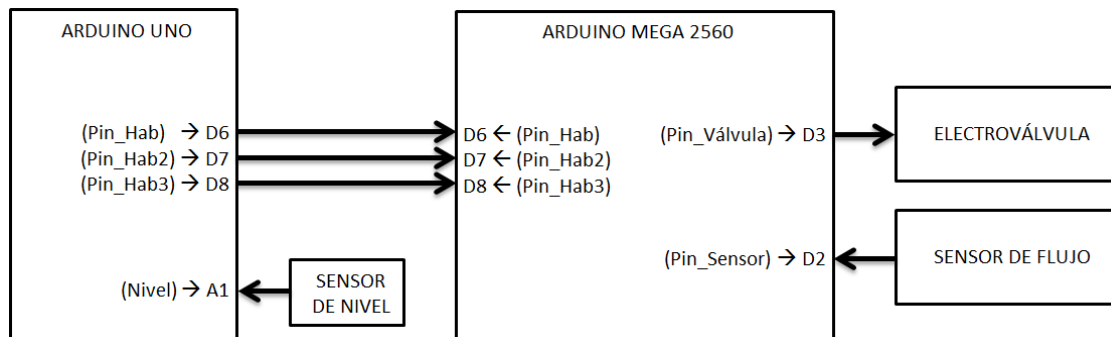 ARDUINO UNO
(Pin_Hab) → D6
(Pin_Hab2) → D7
(Pin_Hab3) → D8
(Nivel) → A1
SENSOR
DE NIVEL
ARDUINO MEGA 2560
D6 ← (Pin_Hab)
D7 ← (Pin_Hab2)
D8 ← (Pin_Hab3)
(Pin_Válvula) → D3
(Pin_Sensor) → D2
ELECTROVÁLVULA
SENSOR DE FLUJO